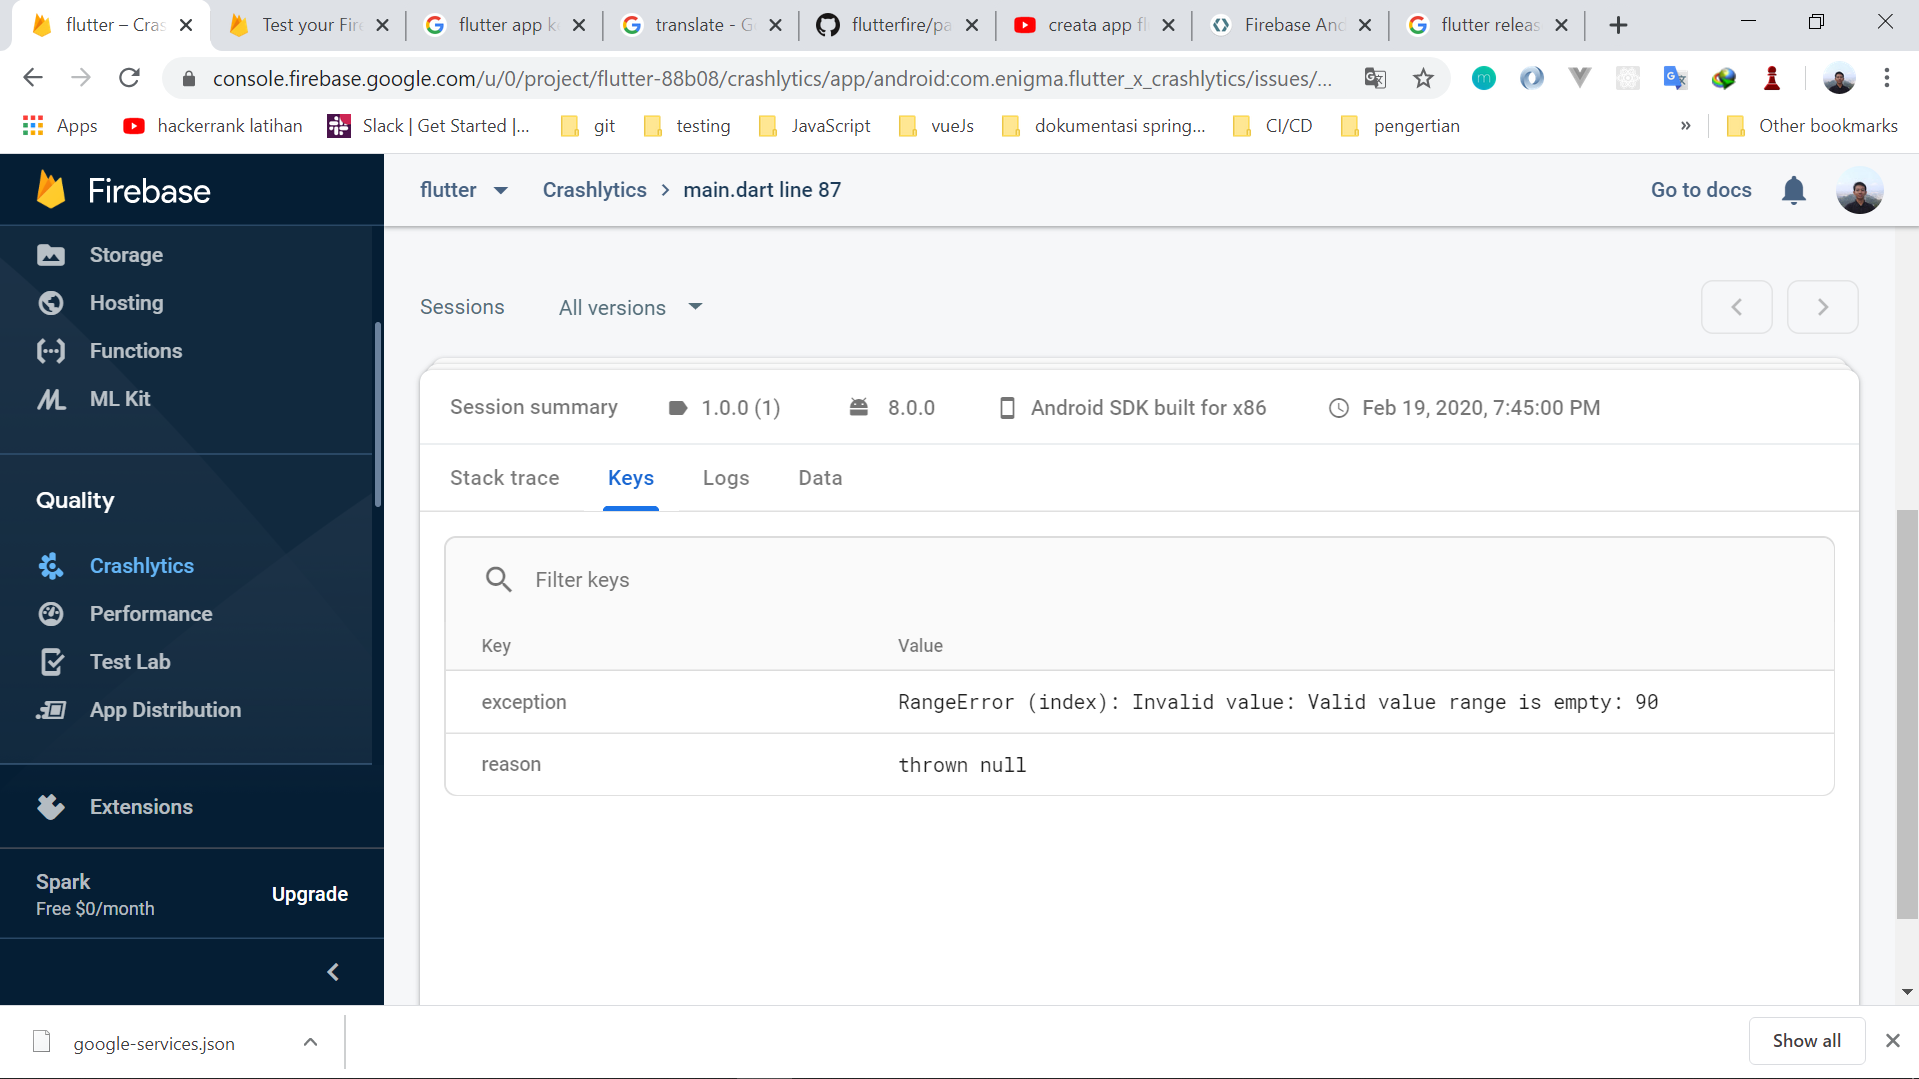 flutter – Cras
Test your Fire
flutter app k
translate - G
flutterfire/pa
creata app fl
Firebase And
flutter releas
console.firebase.google.com/u/0/project/flutter-88b08/crashlytics/app/android:com.enigma.flutter_x_crashlytics/issues/...
Apps
hackerrank latihan
Slack | Get Started |...
git
testing
JavaScript
vueJs
dokumentasi spring...
CI/CD
pengertian
»
Other bookmarks
Firebase
flutter
Crashlytics > main.dart line 87
Go to docs
Storage
Hosting
Functions
ML Kit
Quality
Crashlytics
Performance
Test Lab
App Distribution
Extensions
Spark
Free $0/month
Upgrade
Sessions
All versions
Session summary
1.0.0 (1)
8.0.0
Android SDK built for x86
Feb 19, 2020, 7:45:00 PM
Stack trace
Keys
Logs
Data
Filter keys
Key
Value
exception
RangeError (index): Invalid value: Valid value range is empty: 90
reason
thrown null
google-services.json
Show all